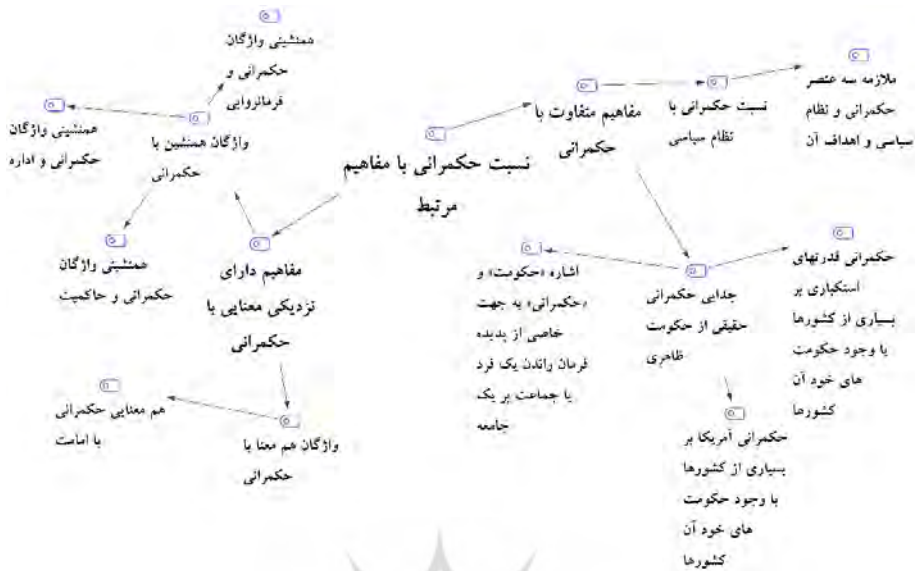 همنشینی واژگان
حکمرانی و
فرمانروایی
همنشینی واژگان
حکمرانی و اداره
واژگان همنشین با
حکمرانی
همنشینی واژگان
حکمرانی و حاکمیت
ملازمه سه عنصر
حکمرانی و نظام
سیاسی و اهداف آن
نسبت حکمرانی با
نظام سیاسی
مفاهیم متفاوت با
حکمرانی
نسبت حکمرانی با مفاهیم
مرتبط
مفاهیم دارای
نزدیکی معنایی با
حکمرانی
هم معنایی حکمرانی
با امامت
واژگان هم معنا با
حکمرانی
اشاره «حکومت» و
«حکمرانی» به جهت
خاصی از پدیده
فرمان راندن یک فرد
یا جماعت بر یک
جامعه
جدایی حکمرانی
حقیقی از حکومت
ظاهری
حکمرانی قدرتهای
استکباری بر
بسیاری از کشورها
با وجود حکومت
های خود آن
کشورها
حکمرانی آمریکا بر
بسیاری از کشورها
با وجود حکومت
های خود آن
کشورها